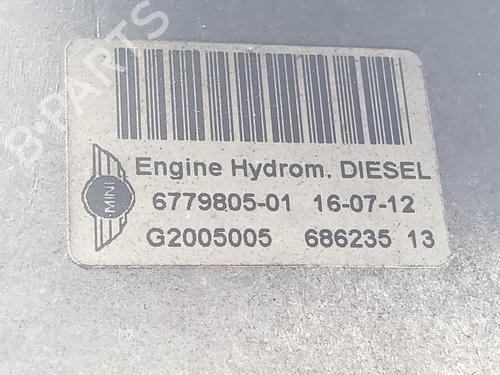 B-PARTS
Engine Hydrom. DIESEL
MINI
6779805-01 16-07-12
G2005005 686235 13